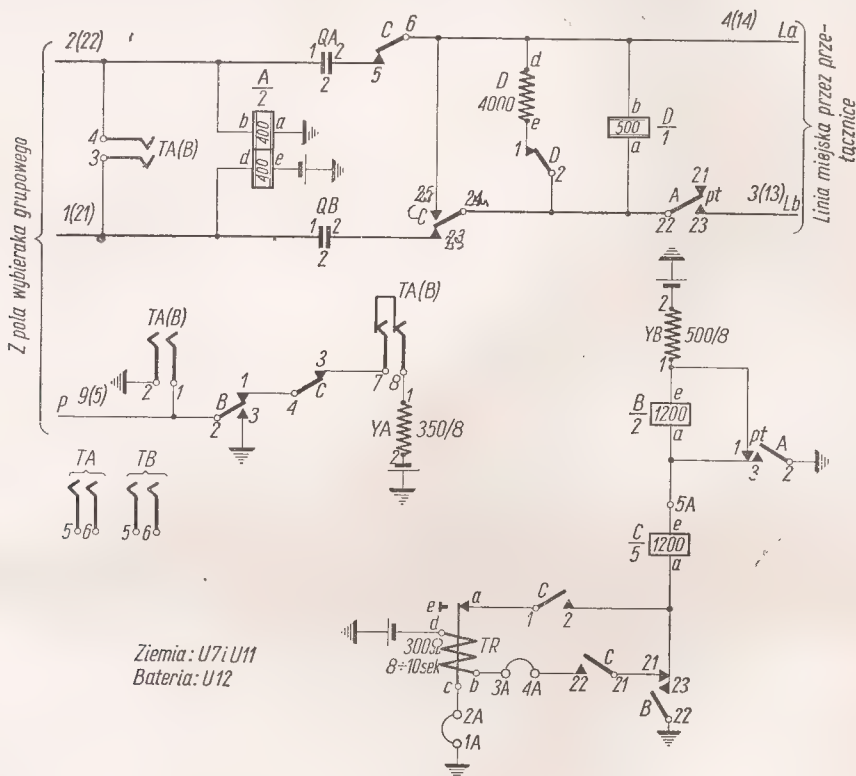 2(22)
1 QA 2
2
C 6
5
4(14) La
A
2
b 400 a
d 400 e
4
3 TA(B)
d
D
4000
e
1 D
2
b
500
a
D
1
21
A pt
22 23
3(13) Lb
1(21)
1 QB 2
2
25
C 24
23
Z pola wybieraka grupowego
Linia miejska przez prze-
łącznice
TA(B)
2 1
P 9(5)
B 1
2 3
3
4 C
TA(B)
7 8
1
YA 350/8
2
2
YB 500/8
1
B
2
e
1200
a
pt A
1
3 2
5A
C
5
e
1200
a
TA TB
5 6 5 6
e a
C
1 2
d
300Ω TR
8÷10sek
c b
3A 4A
C
22 21
21
23
B 22
2A
1A
Ziemia: U7 i U11
Bateria: U12